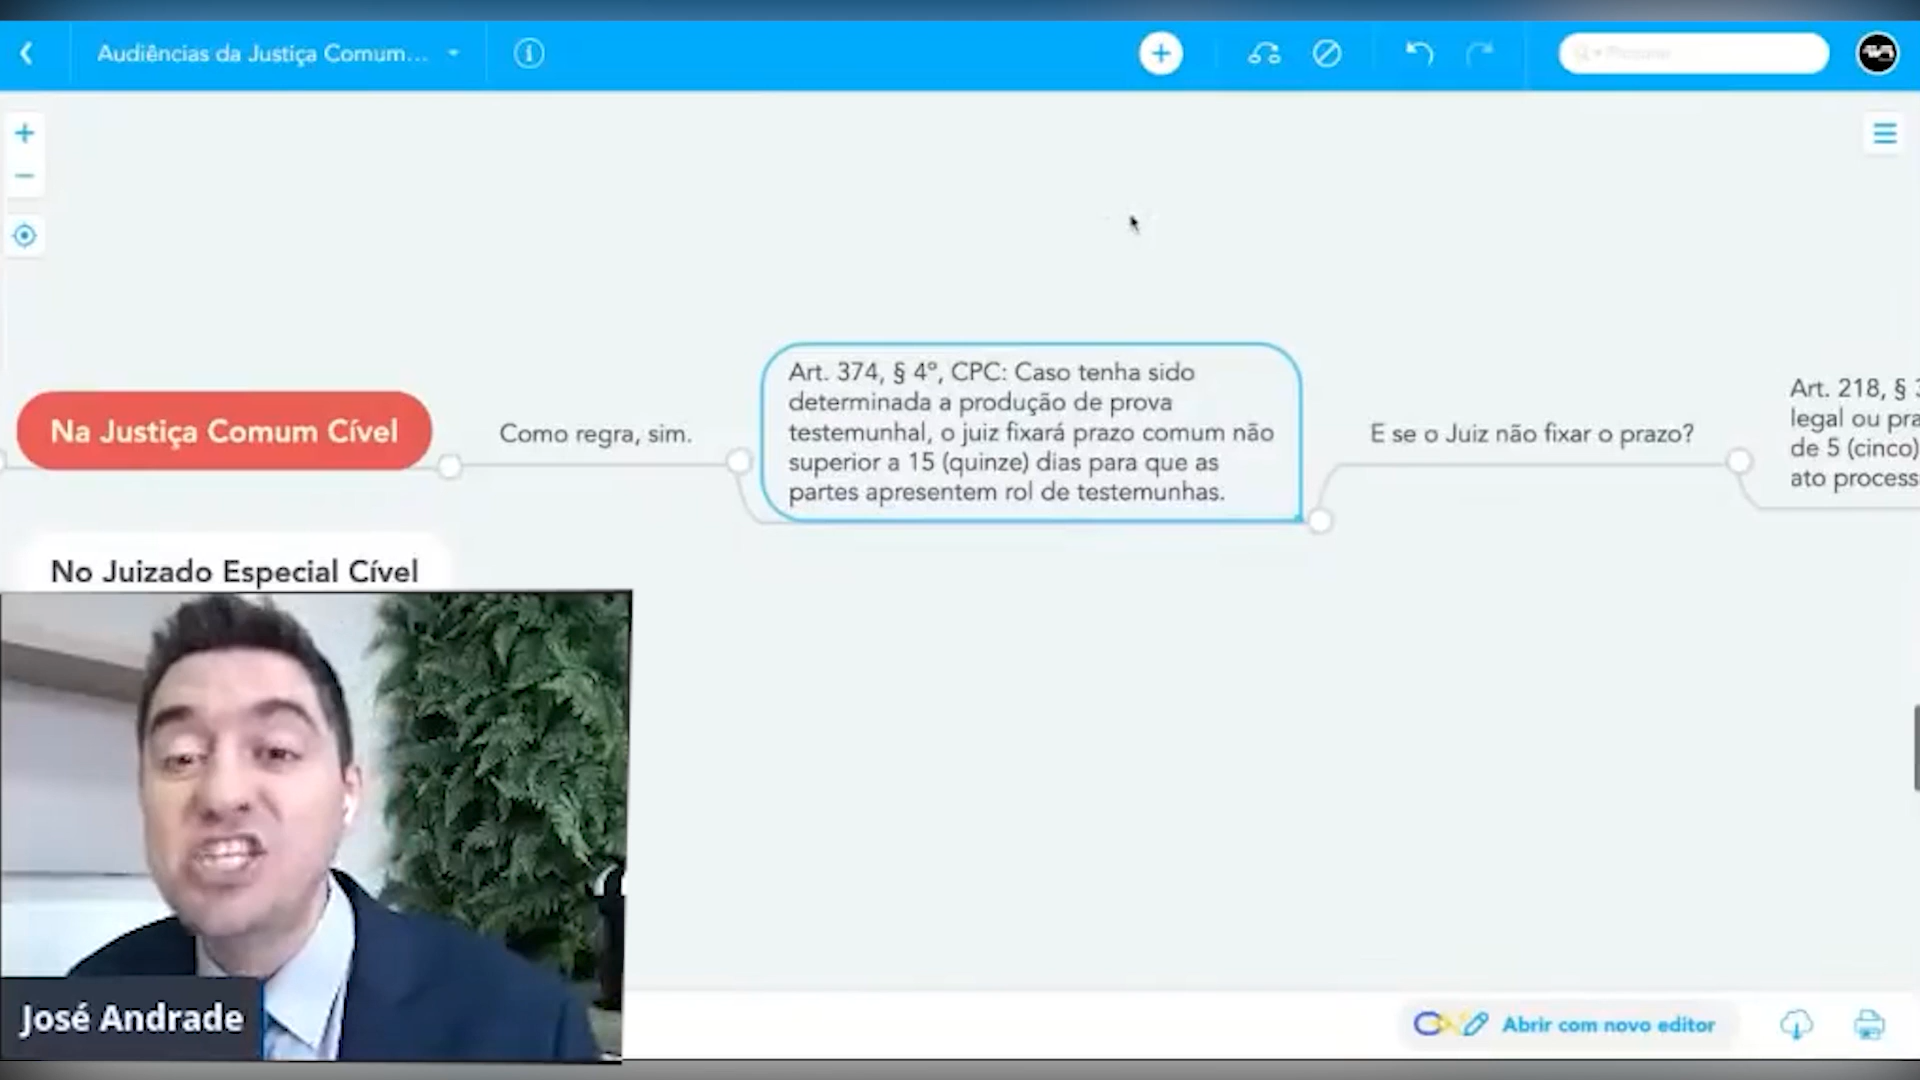 Audiências da Justiça Comum...
Na Justiça Comum Cível
Como regra, sim.
Art. 374, § 4º, CPC: Caso tenha sido
determinada a produção de prova
testemunhal, o juiz fixará prazo comum não
superior a 15 (quinze) dias para que as
partes apresentem rol de testemunhas.
E se o Juiz não fixar o prazo?
Art. 218, § 3
legal ou pra
de 5 (cinco)
ato process
No Juizado Especial Cível
José Andrade
Abrir com novo editor